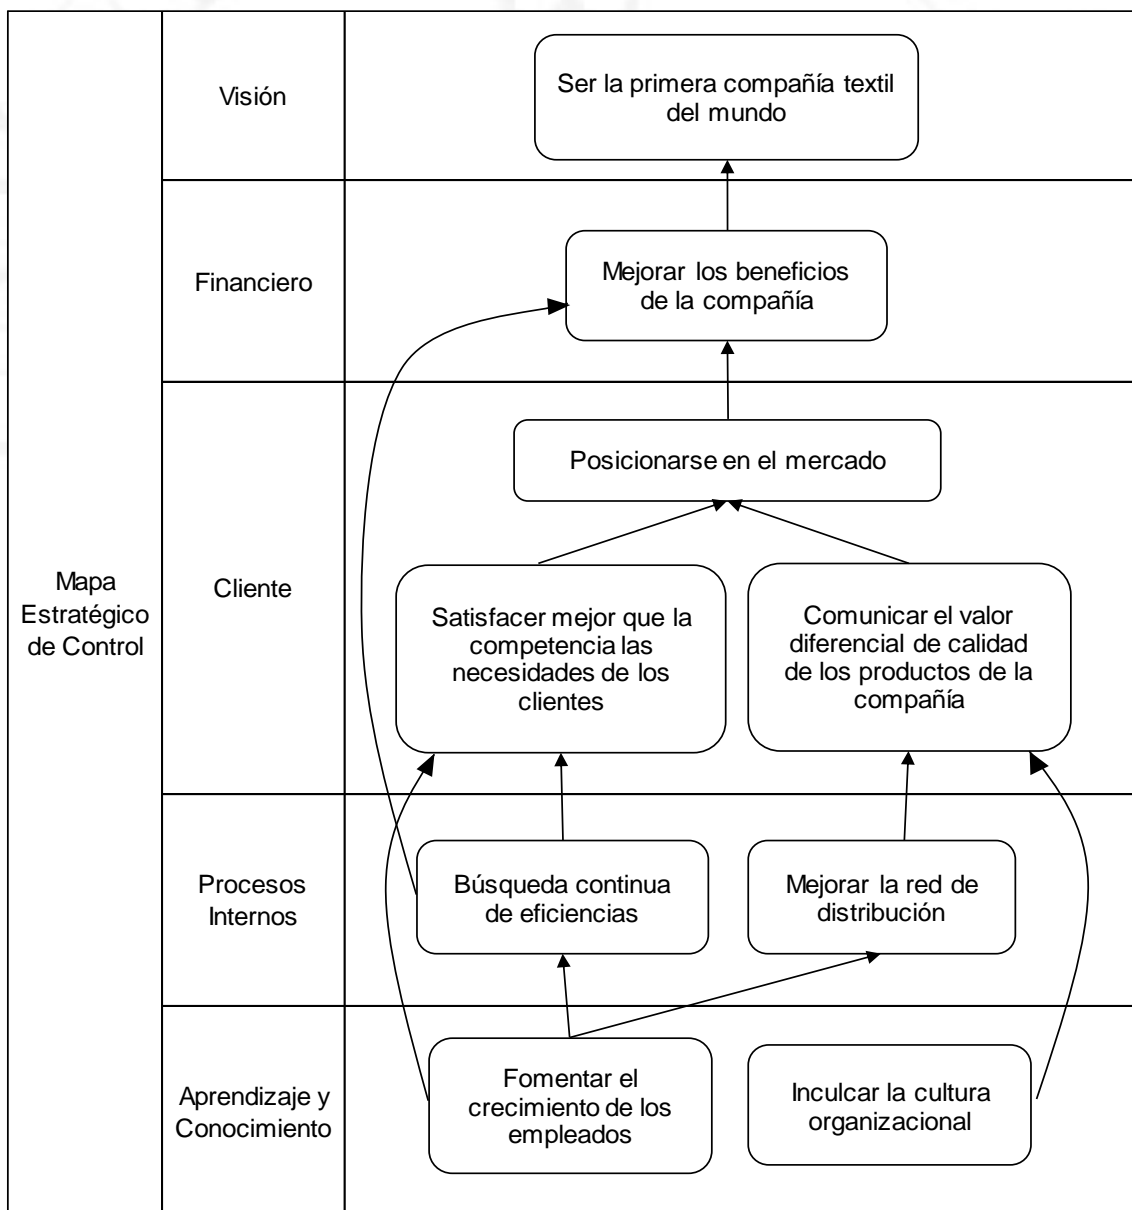 Visión
Ser la primera compañía textil
del mundo
Financiero
Mejorar los beneficios
de la compañía
Mapa
Estratégico
de Control
Cliente
Posicionarse en el mercado
Satisfacer mejor que la
competencia las
necesidades de los
clientes
Comunicar el valor
diferencial de calidad
de los productos de la
compañía
Procesos
Internos
Búsqueda continua
de eficiencias
Mejorar la red de
distribución
Aprendizaje y
Conocimiento
Fomentar el
crecimiento de los
empleados
Inculcar la cultura
organizacional